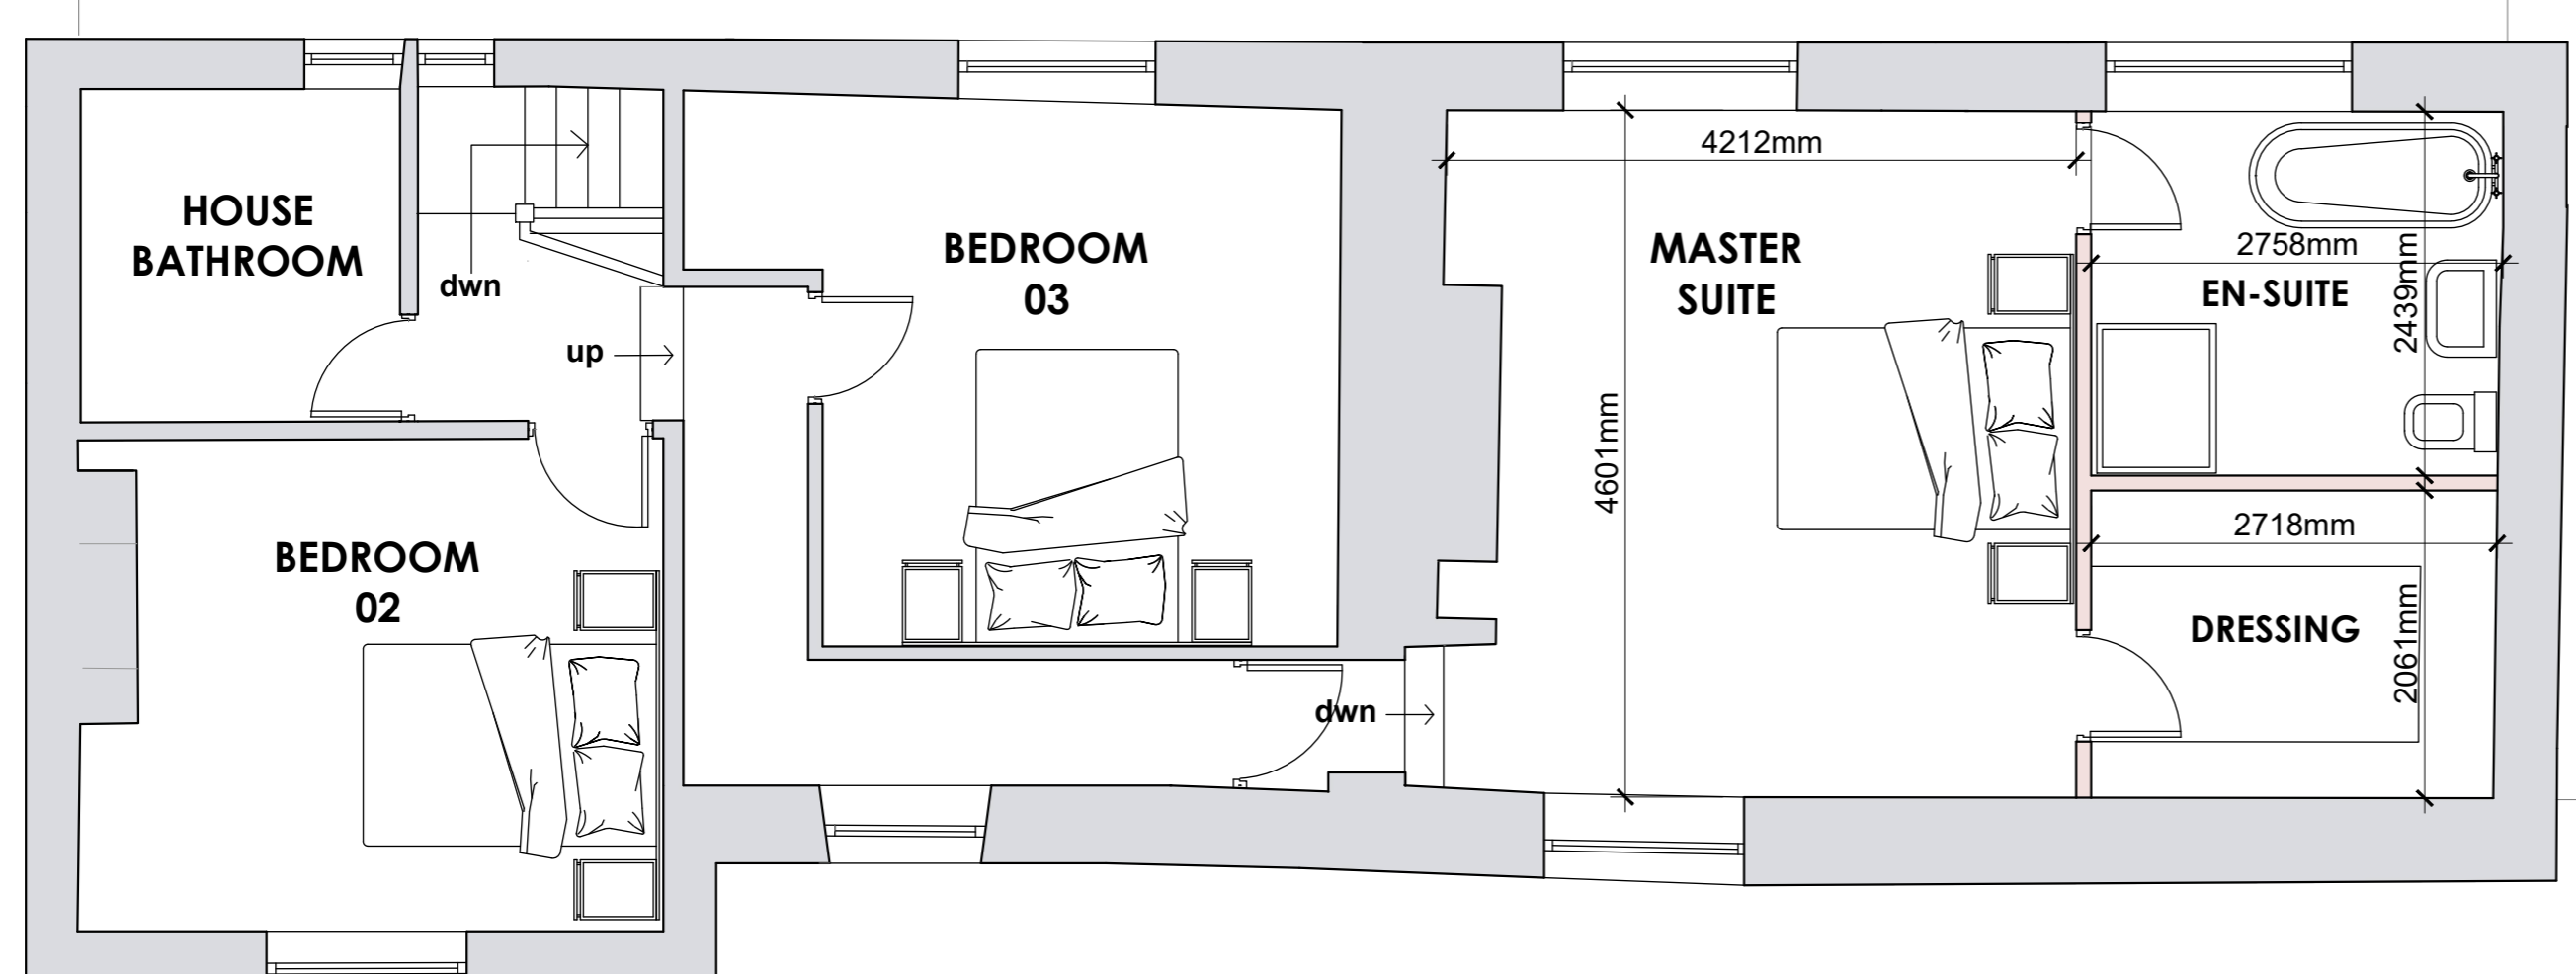 HOUSE
BATHROOM
dwn
up
BEDROOM
02
BEDROOM
03
dwn
MASTER
SUITE
4212mm
4601mm
2758mm
EN-SUITE
2439mm
2718mm
DRESSING
2061mm